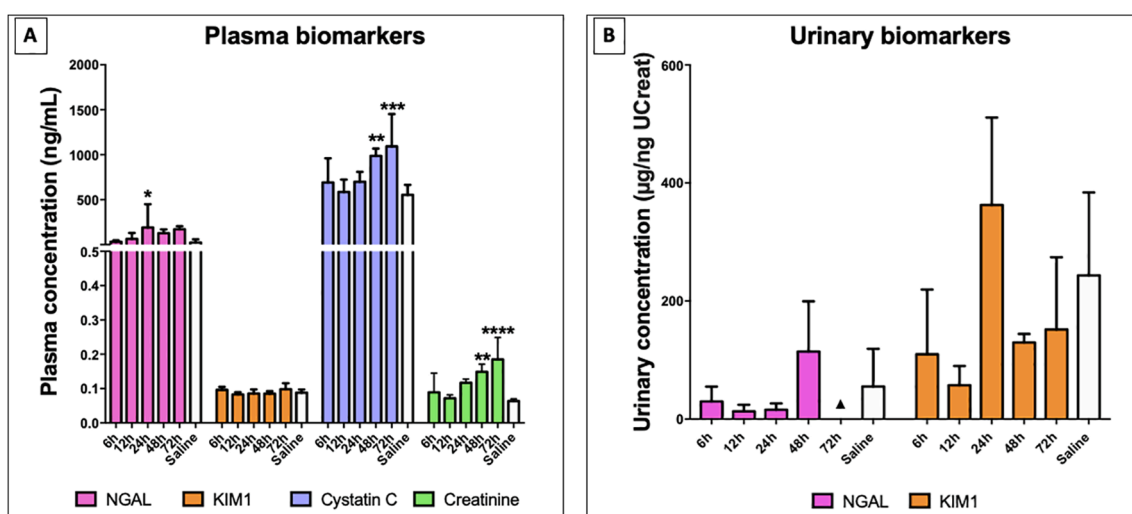 A
Plasma biomarkers
Plasma concentration (ng/mL)
2000
1500
1000
500
0.5
0.4
0.3
0.2
0.1
0.0
*
**
***
**
****
6h 12h 24h 48h 72h Saline 6h 12h 24h 48h 72h Saline 6h 12h 24h 48h 72h Saline 6h 12h 24h 48h 72h Saline
NGAL KIM1 Cystatin C Creatinine
B
Urinary biomarkers
Urinary concentration (µg/ng UCreat)
600
400
200
0
6h 12h 24h 48h 72h Saline 6h 12h 24h 48h 72h Saline
NGAL KIM1